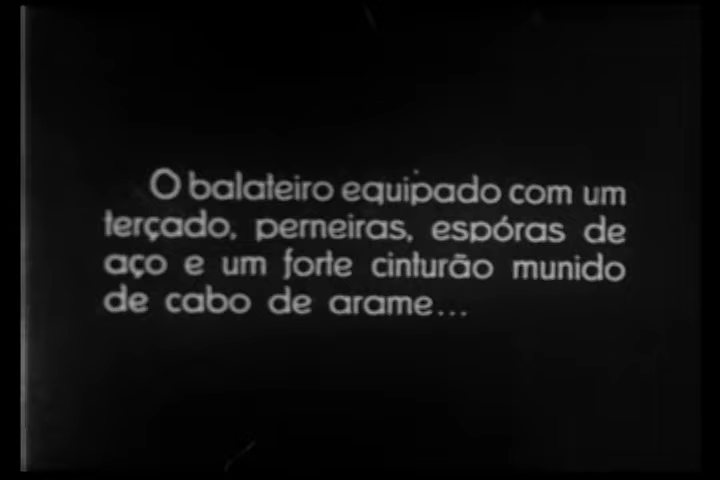 O balateiro equipado com um
terçado, perneiras, espóras de
aço e um forte cinturão munido
de cabo de arame...